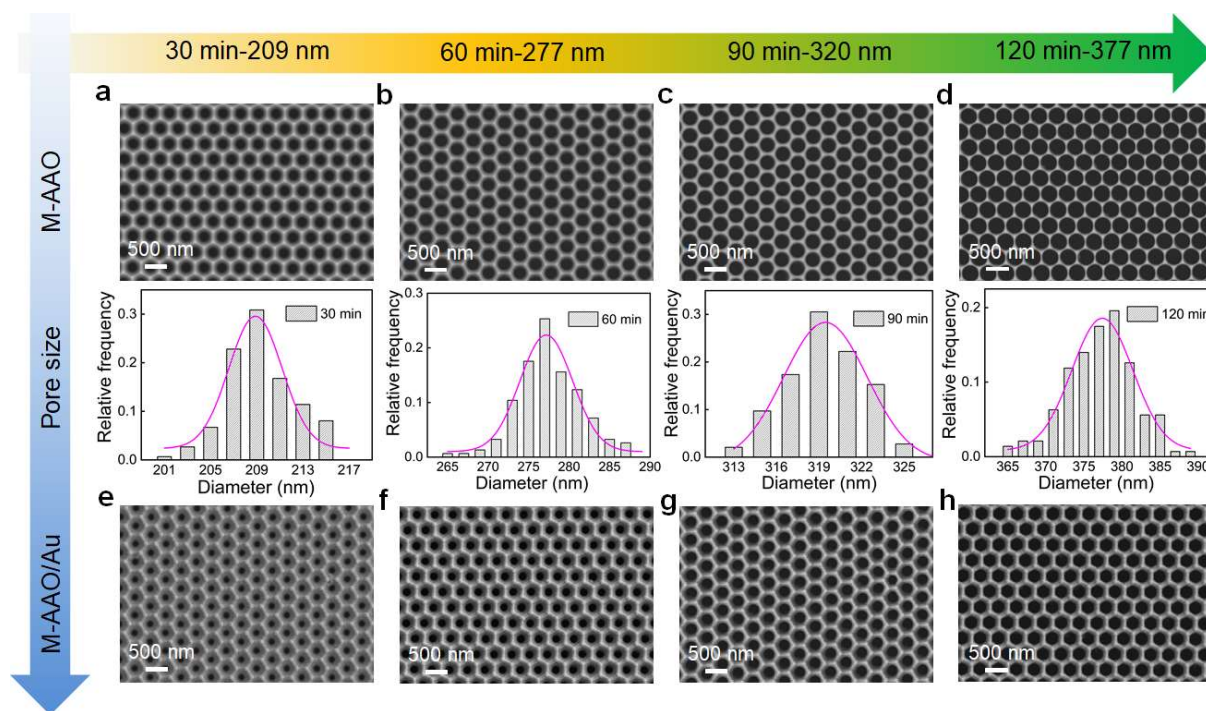 30 min-209 nm 60 min-277 nm 90 min-320 nm 120 min-377 nm
M-AAO
a b c d
500 nm 500 nm 500 nm 500 nm
Pore size
Relative frequency
0.3
0.2
0.1
0.0
30 min
201 205 209 213 217
Diameter (nm)
Relative frequency
0.3
0.2
0.1
0.0
60 min
265 270 275 280 285 290
Diameter (nm)
Relative frequency
0.3
0.2
0.1
0.0
90 min
313 316 319 322 325
Diameter (nm)
Relative frequency
0.2
0.1
0.0
120 min
365 370 375 380 385 390
Diameter (nm)
M-AAO/Au
e f g h
500 nm 500 nm 500 nm 500 nm